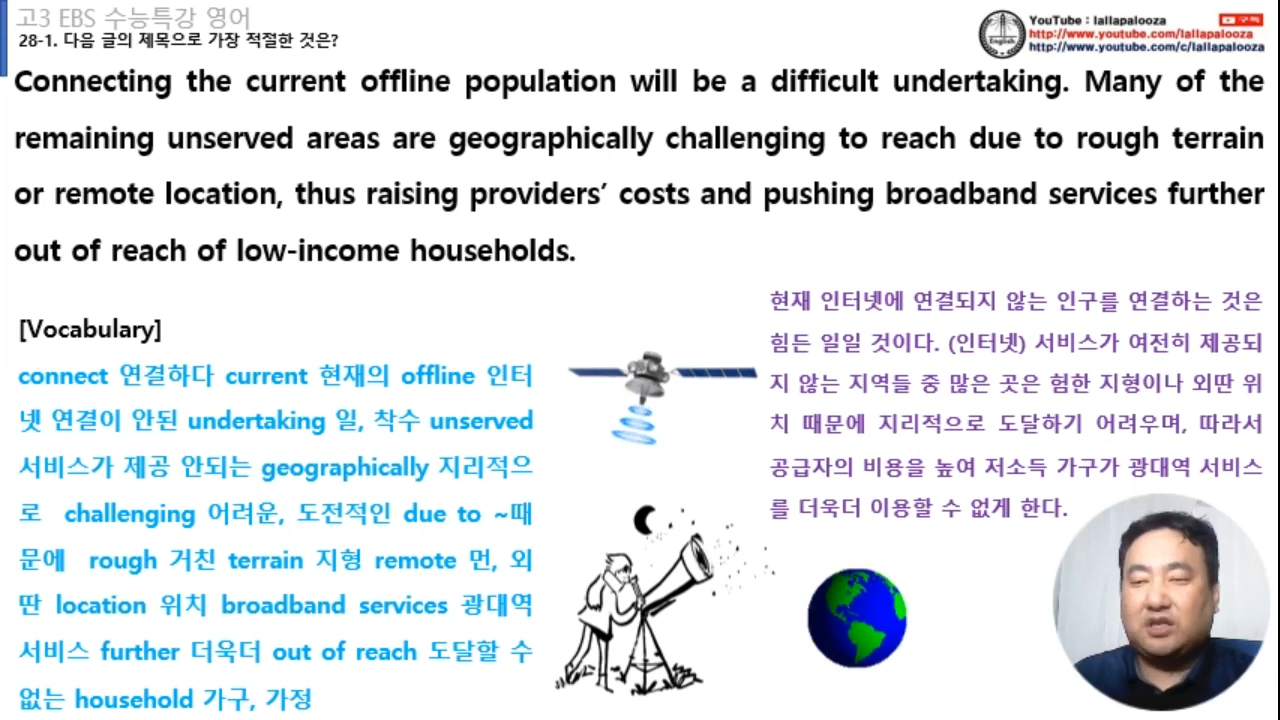 고3 EBS 수능특강 영어
28-1. 다음 글의 제목으로 가장 적절한 것은?
YouTube : lallapalooza
구독
http://www.youtube.com/lallapalooza
http://www.youtube.com/c/lallapalooza
English
Connecting the current offline population will be a difficult undertaking. Many of the
remaining unserved areas are geographically challenging to reach due to rough terrain
or remote location, thus raising providers’ costs and pushing broadband services further
out of reach of low-income households.
[Vocabulary]
connect 연결하다 current 현재의 offline 인터
넷 연결이 안된 undertaking 일, 착수 unserved
서비스가 제공 안되는 geographically 지리적으
로 challenging 어려운, 도전적인 due to ~때
문에 rough 거친 terrain 지형 remote 먼, 외
딴 location 위치 broadband services 광대역
서비스 further 더욱더 out of reach 도달할 수
없는 household 가구, 가정
현재 인터넷에 연결되지 않는 인구를 연결하는 것은
힘든 일일 것이다. (인터넷) 서비스가 여전히 제공되
지 않는 지역들 중 많은 곳은 험한 지형이나 외딴 위
치 때문에 지리적으로 도달하기 어려우며, 따라서
공급자의 비용을 높여 저소득 가구가 광대역 서비스
를 더욱더 이용할 수 없게 한다.